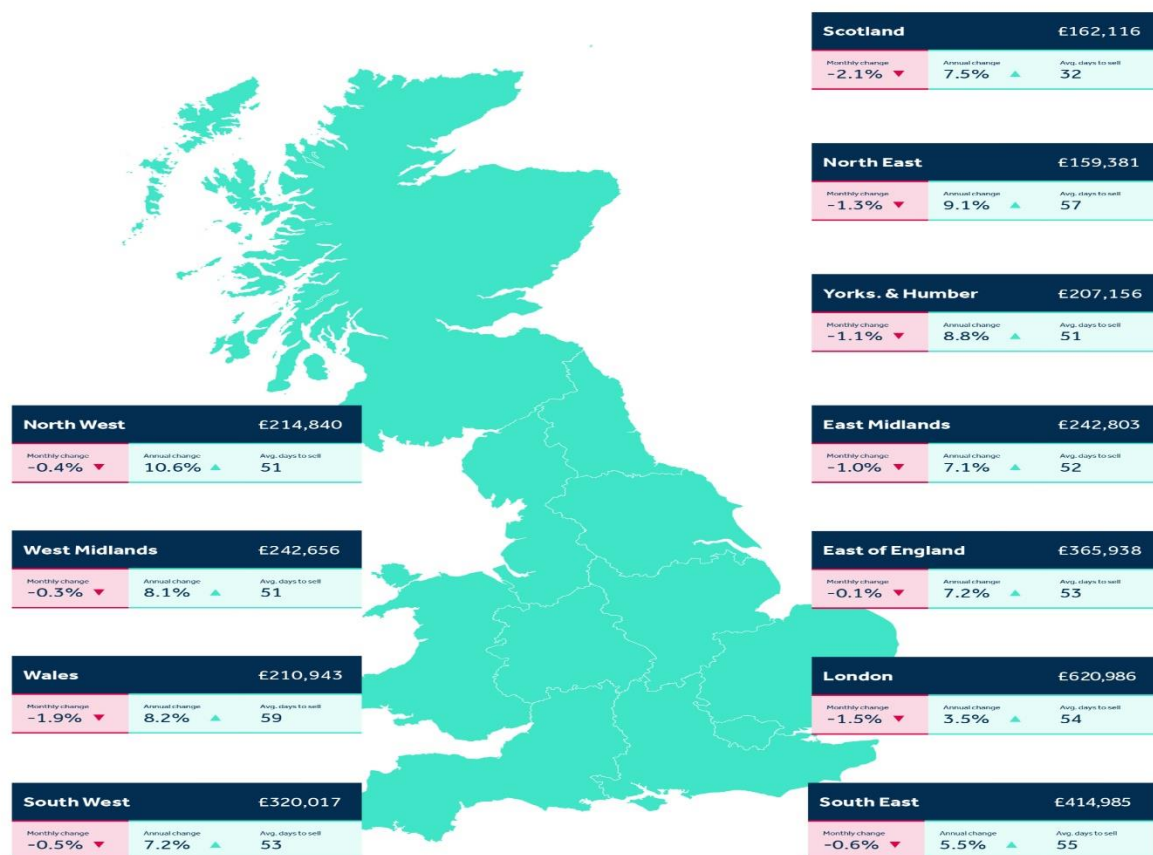 Scotland £162,116
Monthly change Annual change Avg. days to sell
-2.1% 7.5% 32
North East £159,381
Monthly change Annual change Avg. days to sell
-1.3% 9.1% 57
Yorks. & Humber £207,156
Monthly change Annual change Avg. days to sell
-1.1% 8.8% 51
North West £214,840
Monthly change Annual change Avg. days to sell
-0.4% 10.6% 51
East Midlands £242,803
Monthly change Annual change Avg. days to sell
-1.0% 7.1% 52
West Midlands £242,656
Monthly change Annual change Avg. days to sell
-0.3% 8.1% 51
East of England £365,938
Monthly change Annual change Avg. days to sell
-0.1% 7.2% 53
Wales £210,943
Monthly change Annual change Avg. days to sell
-1.9% 8.2% 59
London £620,986
Monthly change Annual change Avg. days to sell
-1.5% 3.5% 54
South West £320,017
Monthly change Annual change Avg. days to sell
-0.5% 7.2% 53
South East £414,985
Monthly change Annual change Avg. days to sell
-0.6% 5.5% 55